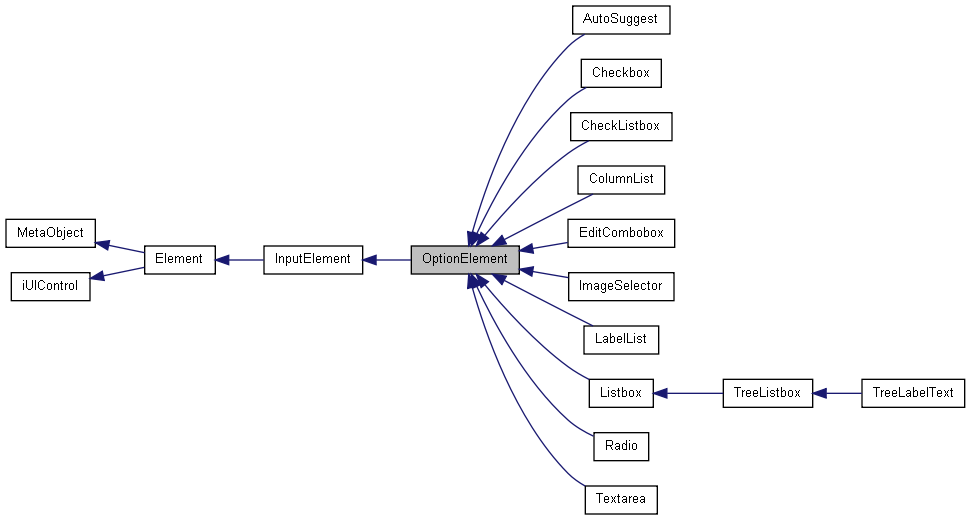 AutoSuggest
Checkbox
CheckListbox
ColumnList
MetaObject
EditCombobox
Element
InputElement
OptionElement
iUIControl
ImageSelector
LabelList
Listbox
TreeListbox
TreeLabelText
Radio
Textarea